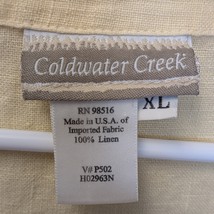 Coldwater Creek
XL
RN 98516
Made in U.S.A. of
Imported Fabric
100% Linen
V# P502
H02963N